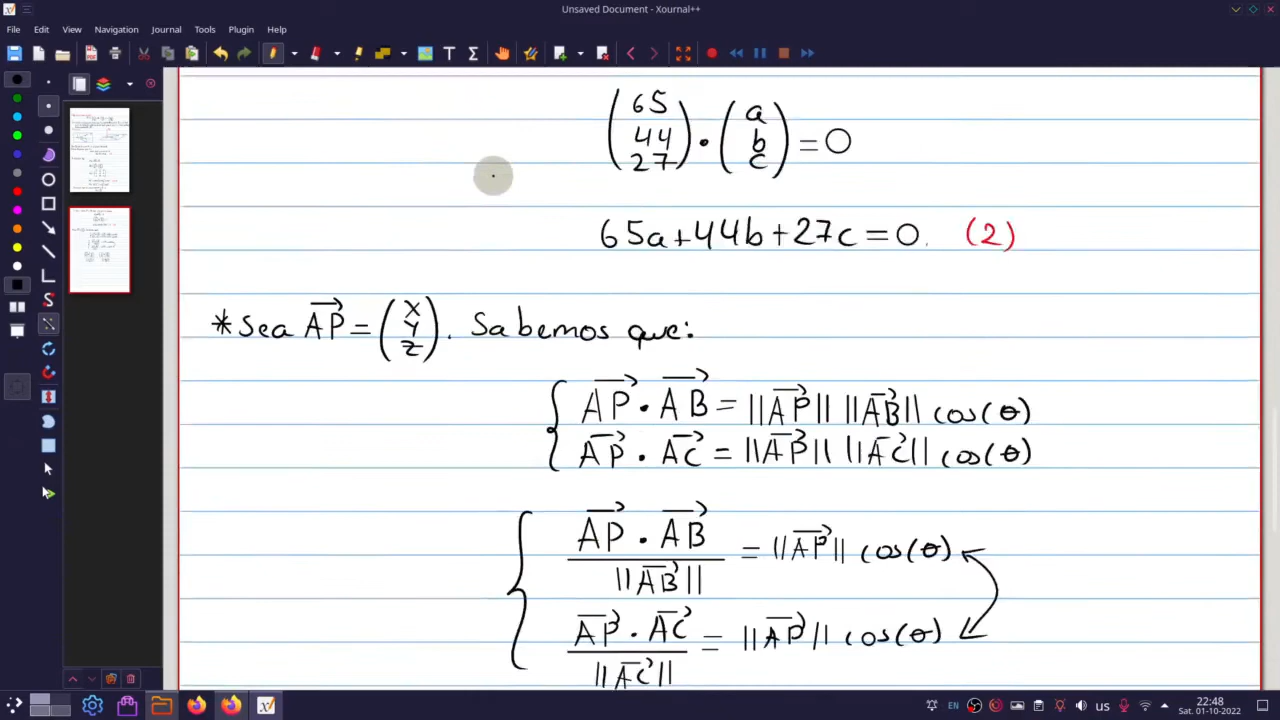 Unsaved Document - Xournal++
File Edit View Navigation Journal Tools Plugin Help
(65 44 27) • (a b c) = 0
65a+44b+27c=0. (2)
*Sea AP→ = (X Y Z). Sabemos que:
AP→ • AB→ = ||AP→|| ||AB→|| cos(θ)
AP→ • AC→ = ||AP→|| ||AC→|| cos(θ)
AP→ • AB→ / ||AB→|| = ||AP→|| cos(θ)
AP→ • AC→ / ||AC→|| = ||AP→|| cos(θ)
EN us 22:48
Sat. 01-10-2022